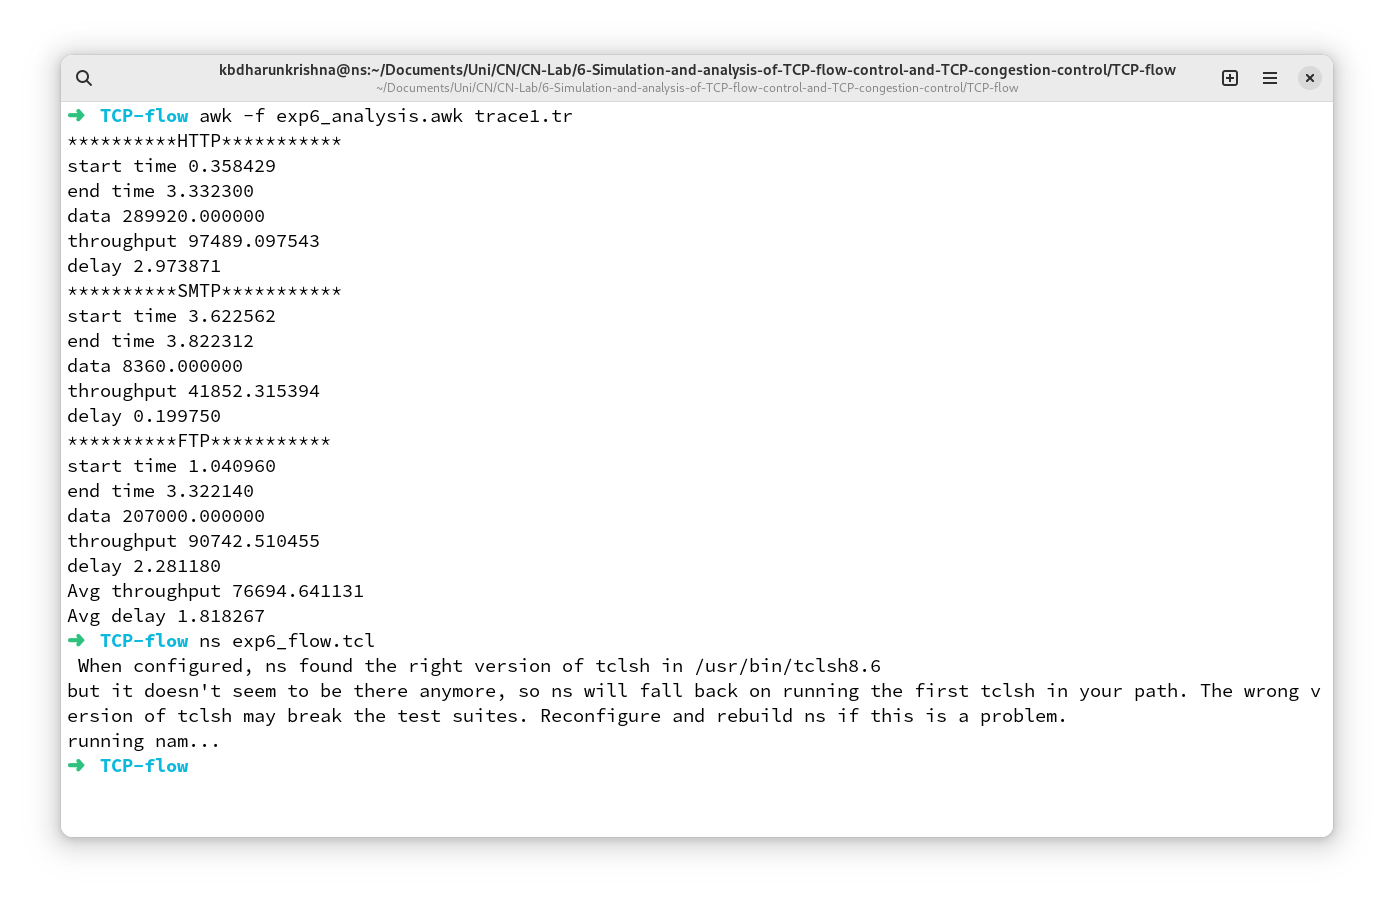 kbdharunkrishna@ns:~/Documents/Uni/CN/CN-Lab/6-Simulation-and-analysis-of-TCP-flow-control-and-TCP-congestion-control/TCP-flow
~/Documents/Uni/CN/CN-Lab/6-Simulation-and-analysis-of-TCP-flow-control-and-TCP-congestion-control/TCP-flow
➜ TCP-flow awk -f exp6_analysis.awk trace1.tr
**********HTTP***********
start time 0.358429
end time 3.332300
data 289920.000000
throughput 97489.097543
delay 2.973871
**********SMTP***********
start time 3.622562
end time 3.822312
data 8360.000000
throughput 41852.315394
delay 0.199750
**********FTP***********
start time 1.040960
end time 3.322140
data 207000.000000
throughput 90742.510455
delay 2.281180
Avg throughput 76694.641131
Avg delay 1.818267
➜ TCP-flow ns exp6_flow.tcl
When configured, ns found the right version of tclsh in /usr/bin/tclsh8.6
but it doesn't seem to be there anymore, so ns will fall back on running the first tclsh in your path. The wrong v
ersion of tclsh may break the test suites. Reconfigure and rebuild ns if this is a problem.
running nam...
➜ TCP-flow